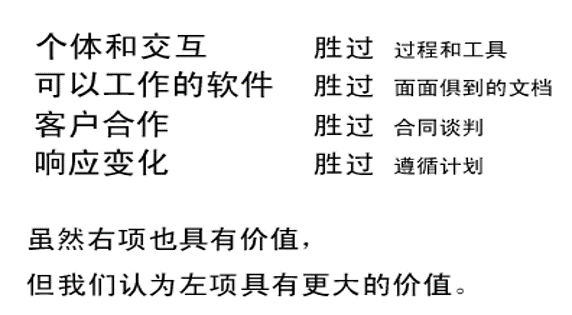 个体和交互 胜过 过程和工具
可以工作的软件 胜过 面面俱到的文档
客户合作 胜过 合同谈判
响应变化 胜过 遵循计划
虽然右项也具有价值，
但我们认为左项具有更大的价值。